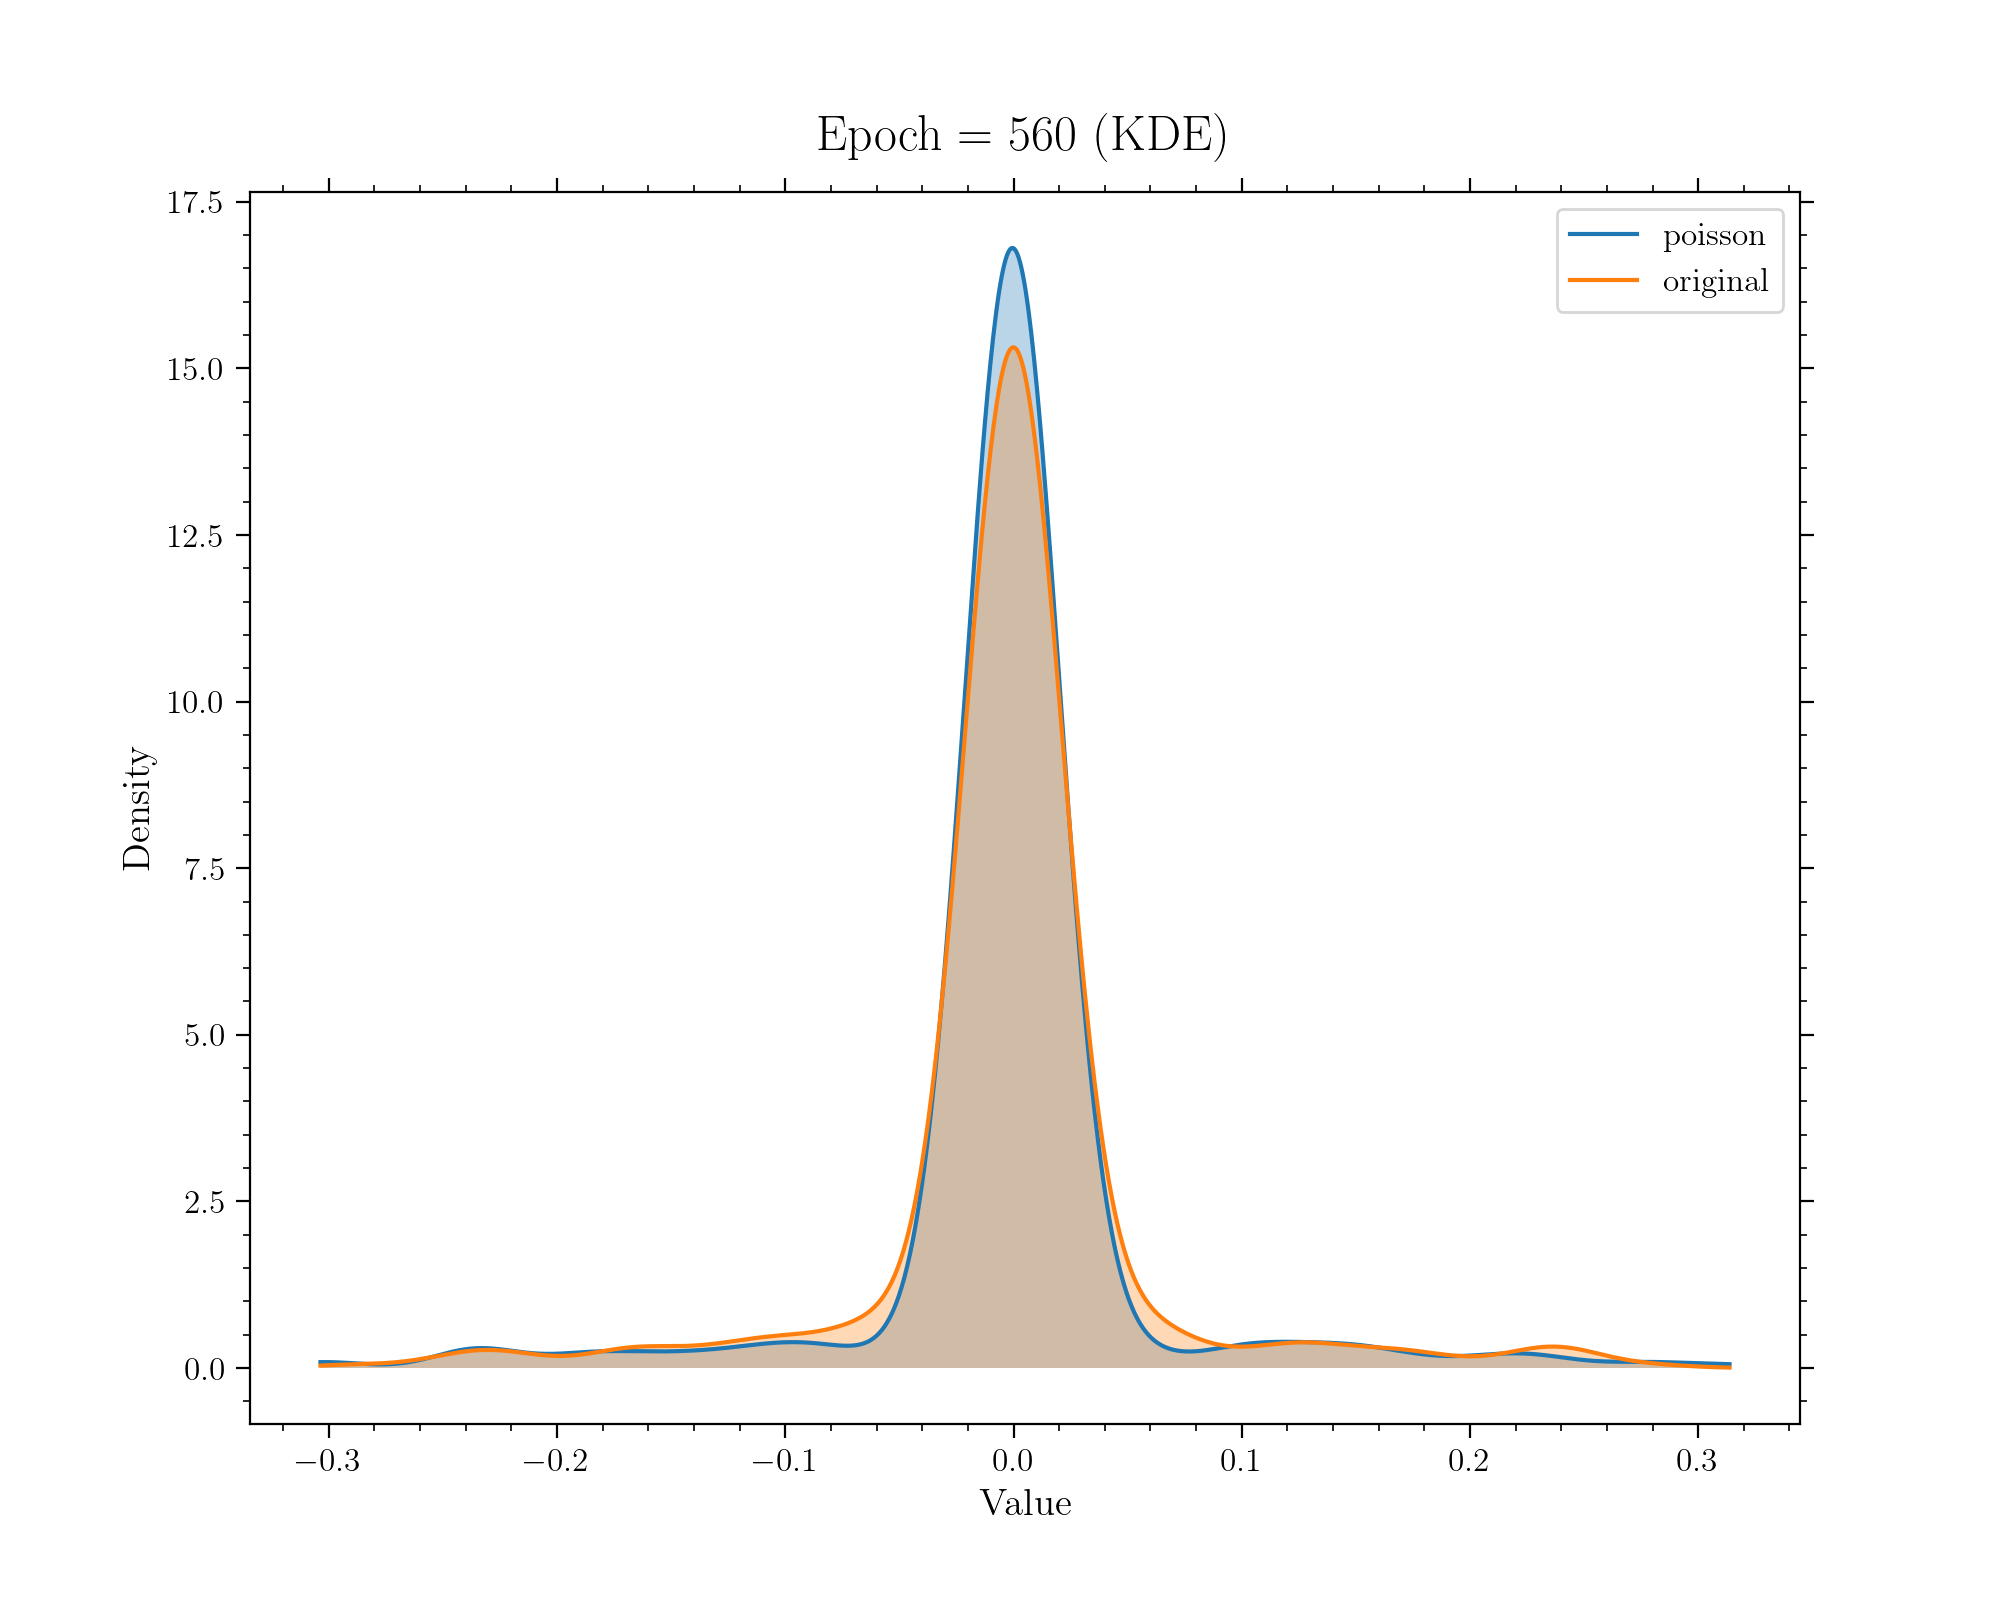 Epoch = 560 (KDE)
poisson
original
Density
17.5
15.0
12.5
10.0
7.5
5.0
2.5
0.0
−0.3 −0.2 −0.1 0.0 0.1 0.2 0.3
Value